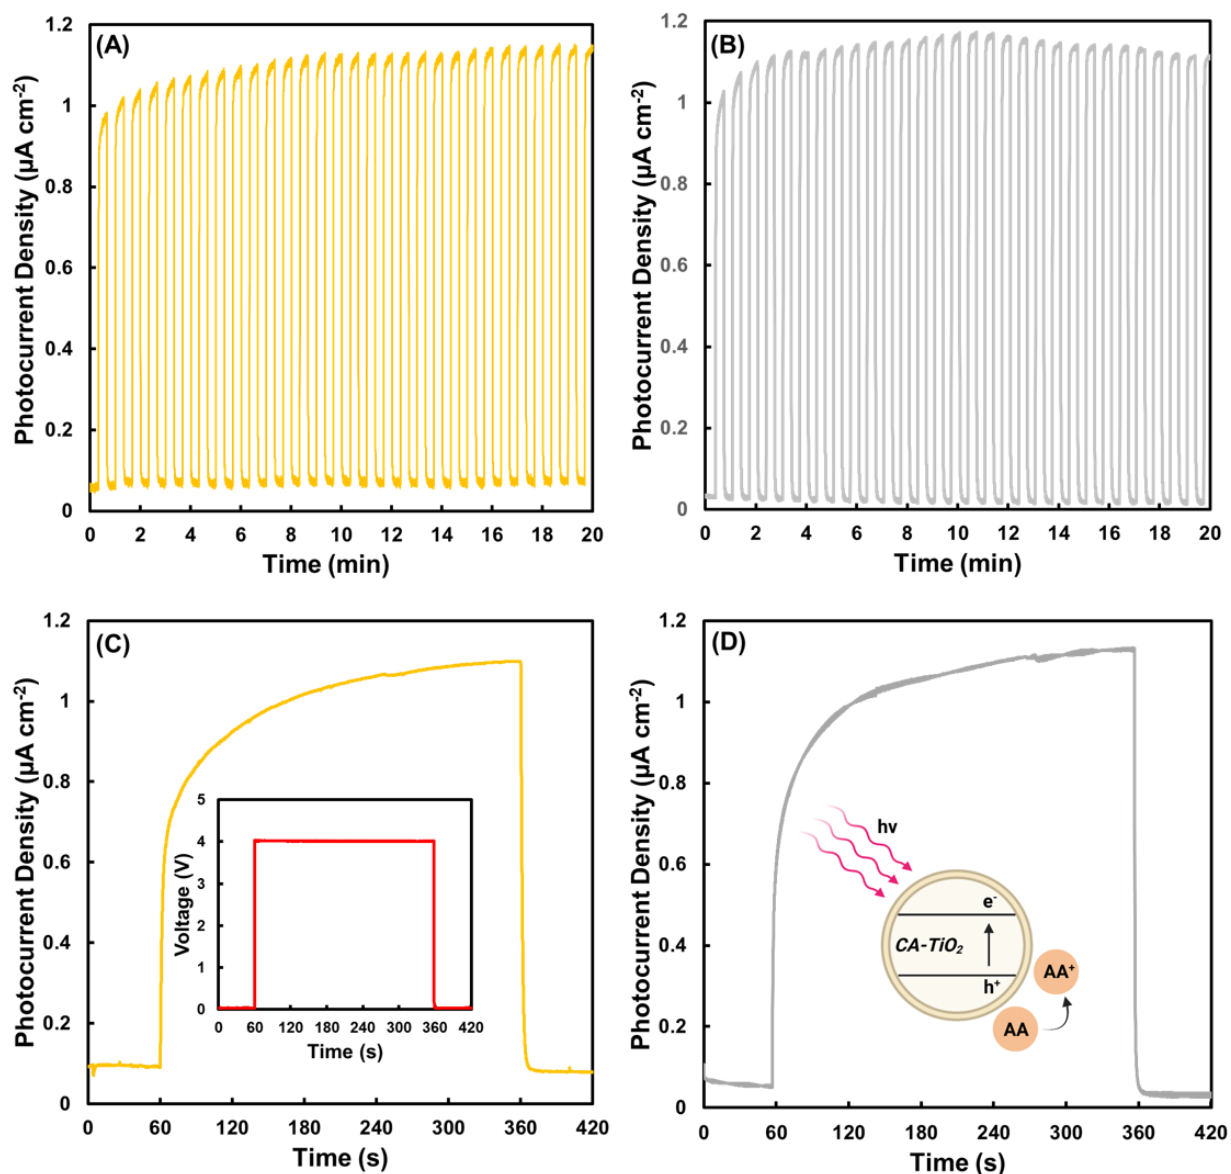 (A)
Photocurrent Density (µA cm-2)
1.2
1
0.8
0.6
0.4
0.2
0
0 2 4 6 8 10 12 14 16 18 20
Time (min)
(B)
Photocurrent Density (µA cm-2)
1.2
1
0.8
0.6
0.4
0.2
0
0 2 4 6 8 10 12 14 16 18 20
Time (min)
(C)
Photocurrent Density (µA cm-2)
1.2
1
0.8
0.6
0.4
0.2
0
0 60 120 180 240 300 360 420
Time (s)
Voltage (V)
5
4
3
2
1
0
0 60 120 180 240 300 360 420
Time (s)
(D)
Photocurrent Density (µA cm-2)
1.2
1
0.8
0.6
0.4
0.2
0
0 60 120 180 240 300 360 420
Time (s)
hv
e-
CA-TiO2
h+
AA+
AA